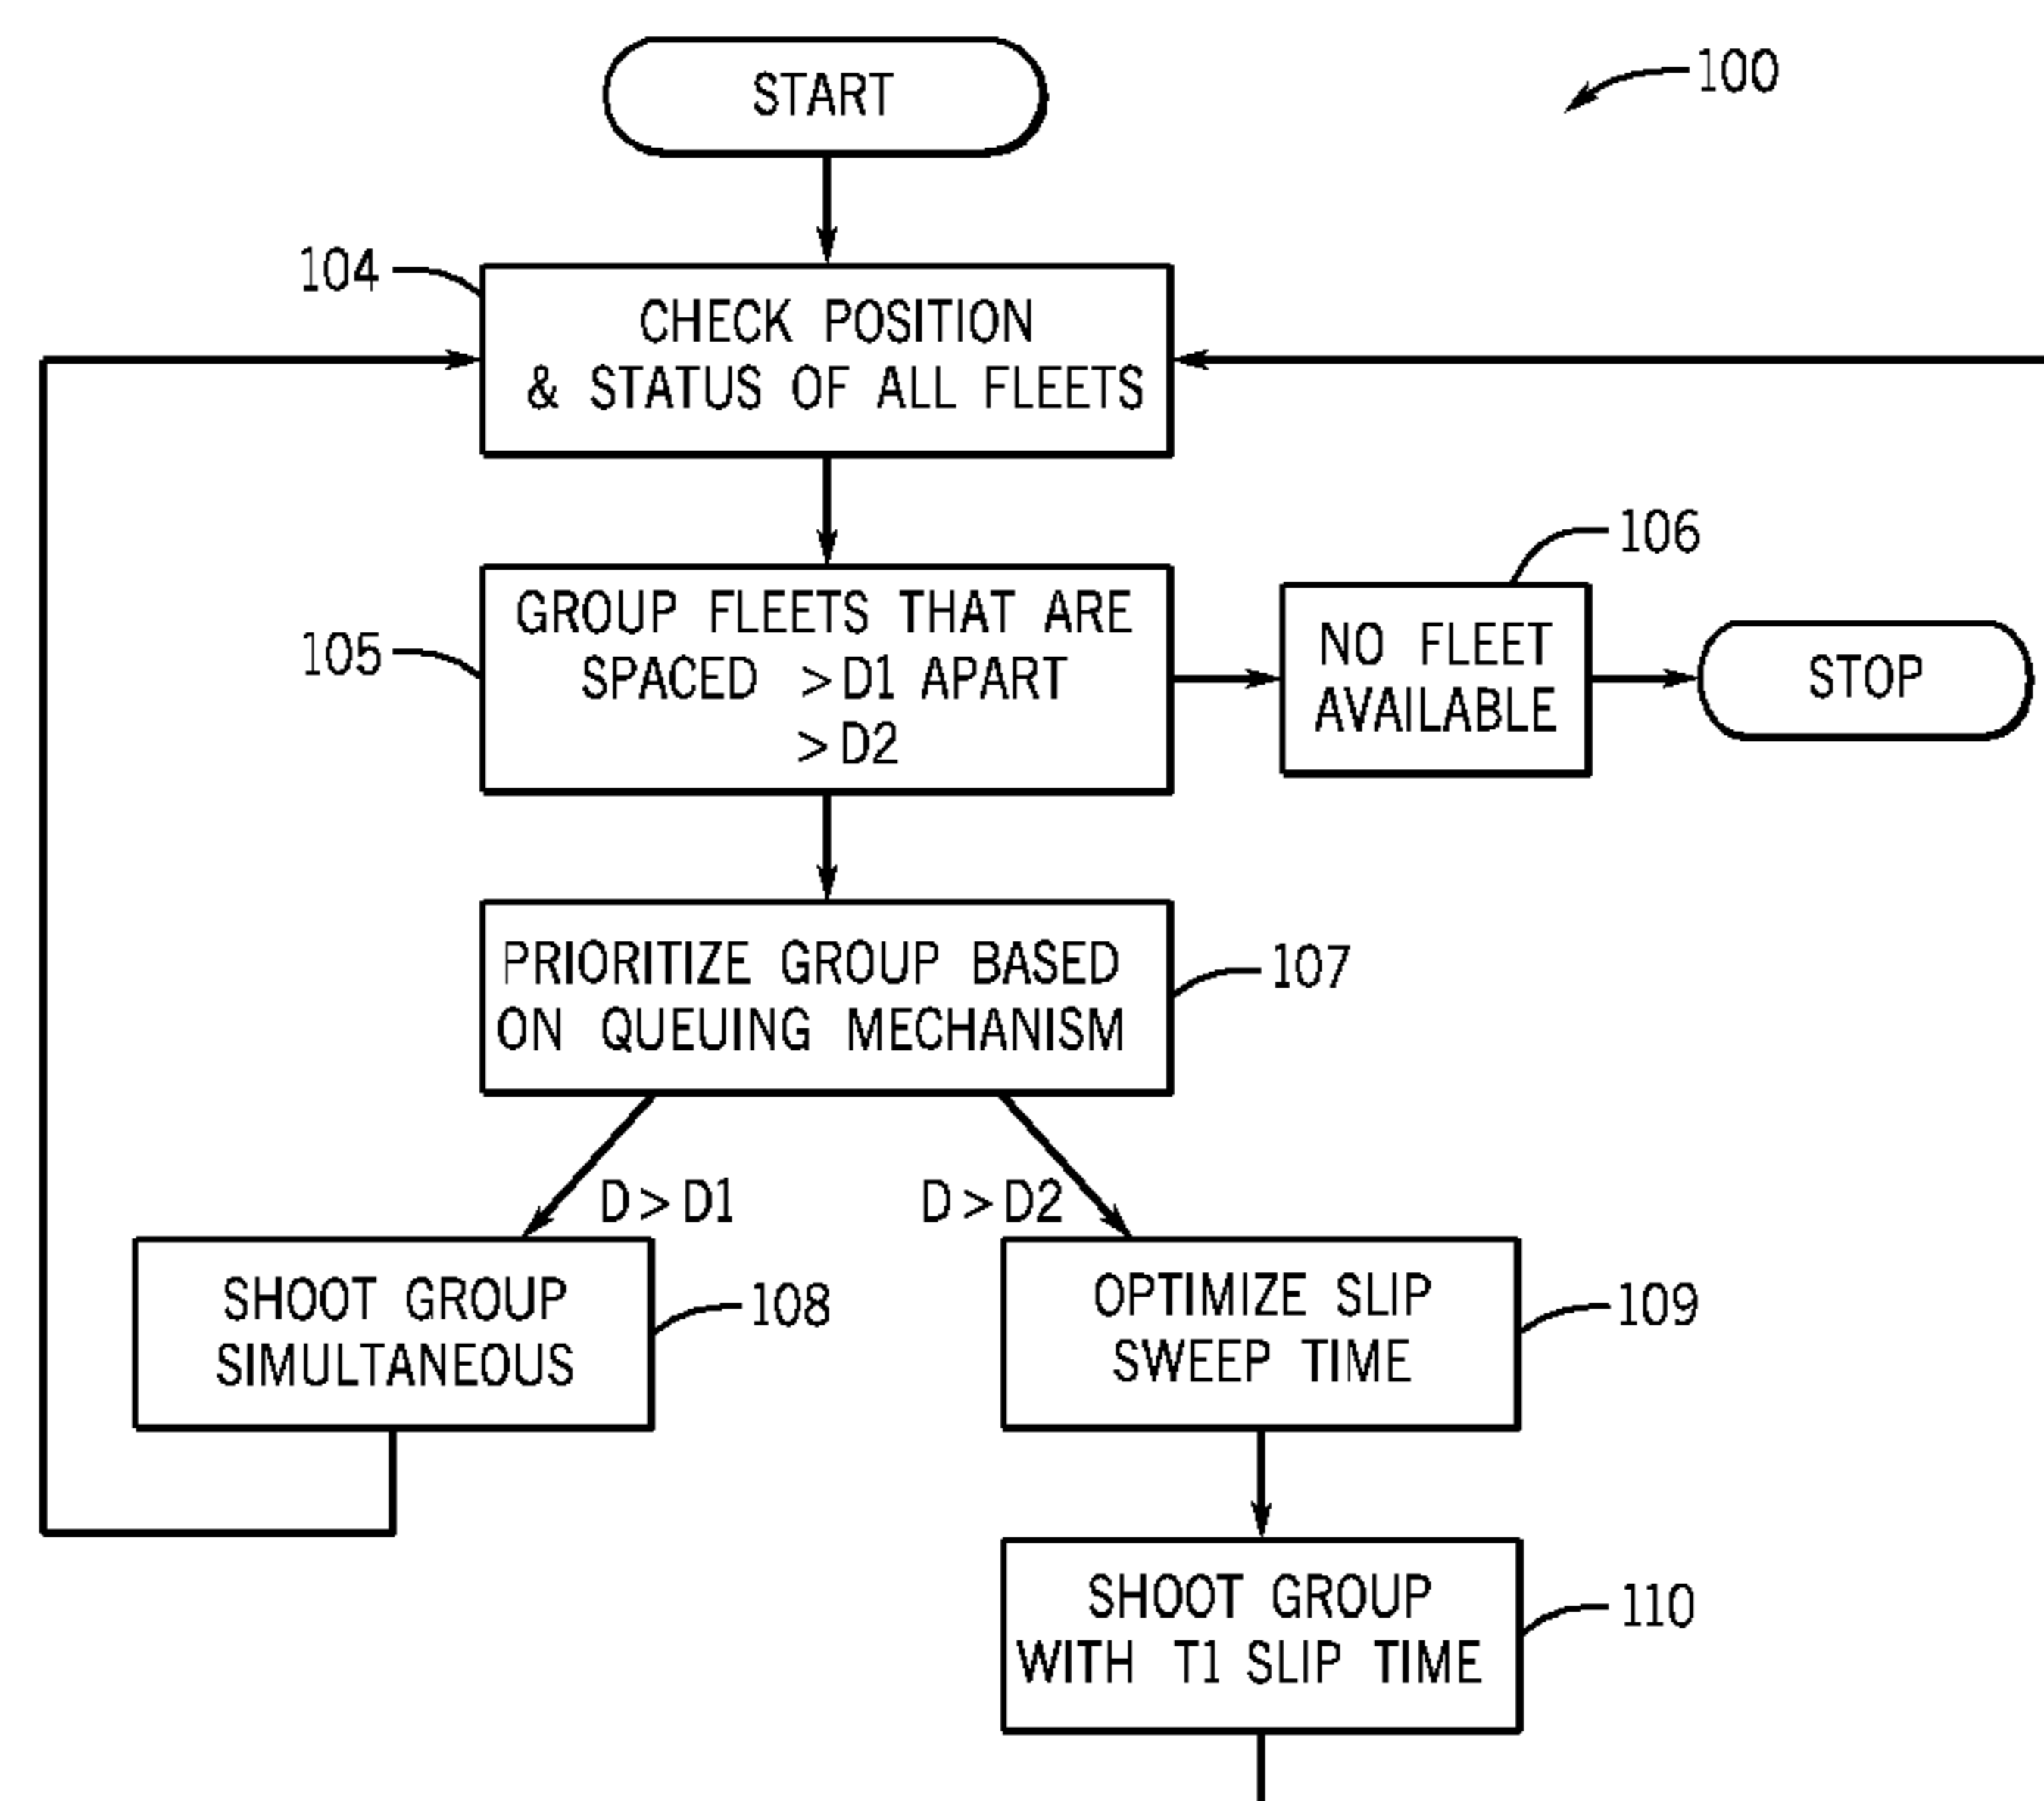 START
100
104
CHECK POSITION
& STATUS OF ALL FLEETS
105
GROUP FLEETS THAT ARE
SPACED >D1 APART
>D2
106
NO FLEET
AVAILABLE
STOP
PRIORITIZE GROUP BASED
ON QUEUING MECHANISM
107
D>D1
D>D2
SHOOT GROUP
SIMULTANEOUS
108
OPTIMIZE SLIP
SWEEP TIME
109
SHOOT GROUP
WITH T1 SLIP TIME
110